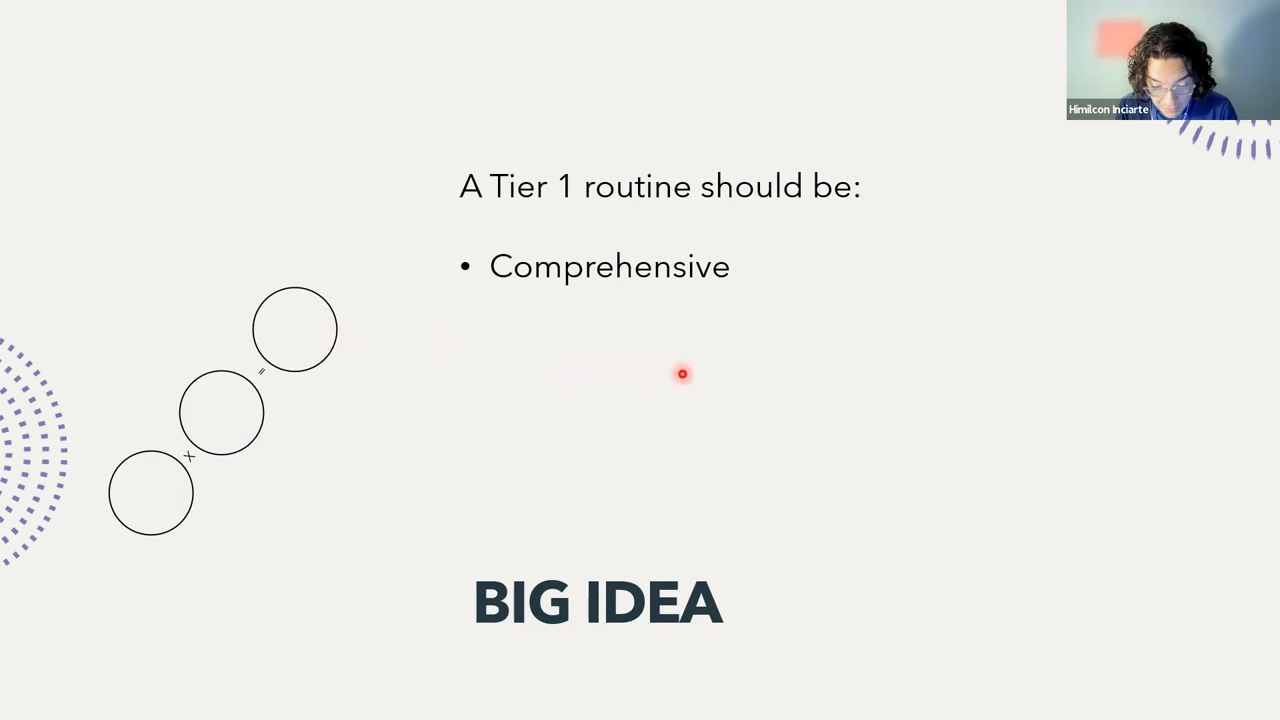 Himilcon Inciarte
A Tier 1 routine should be:
• Comprehensive
=
X
BIG IDEA